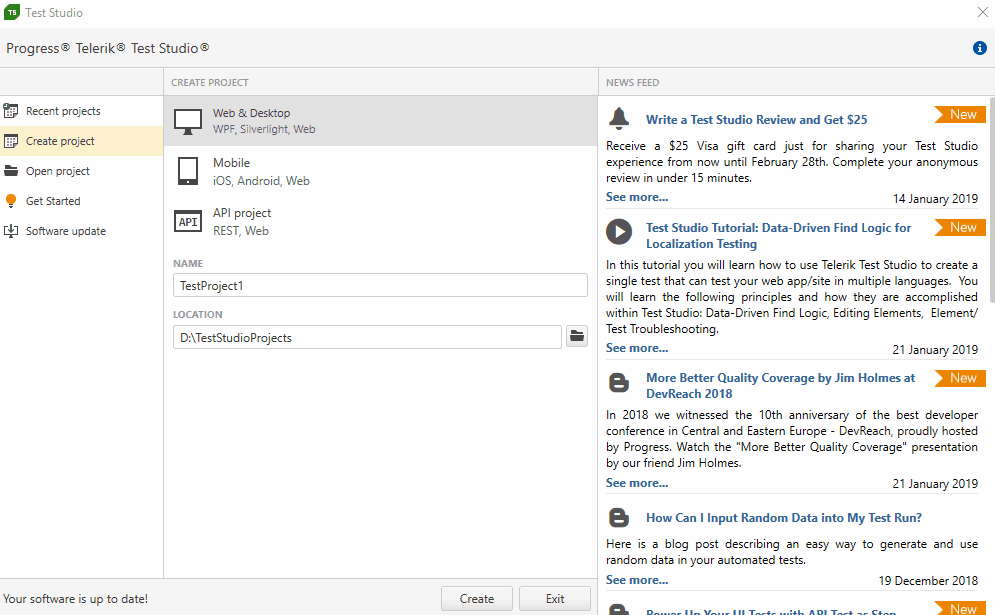 TS Test Studio
Progress® Telerik® Test Studio®
Recent projects
Create project
Open project
Get Started
Software update
CREATE PROJECT
Web & Desktop
WPF, Silverlight, Web
Mobile
iOS, Android, Web
API
API project
REST, Web
NAME
TestProject1
LOCATION
D:\TestStudioProjects
NEWS FEED
Write a Test Studio Review and Get $25
New
Receive a $25 Visa gift card just for sharing your Test Studio
experience from now until February 28th. Complete your anonymous
review in under 15 minutes.
See more...
14 January 2019
Test Studio Tutorial: Data-Driven Find Logic for
Localization Testing
New
In this tutorial you will learn how to use Telerik Test Studio to create a
single test that can test your web app/site in multiple languages. You
will learn the following principles and how they are accomplished
within Test Studio: Data-Driven Find Logic, Editing Elements, Element/
Test Troubleshooting.
See more...
21 January 2019
More Better Quality Coverage by Jim Holmes at
DevReach 2018
New
In 2018 we witnessed the 10th anniversary of the best developer
conference in Central and Eastern Europe - DevReach, proudly hosted
by Progress. Watch the "More Better Quality Coverage" presentation
by our friend Jim Holmes.
See more...
21 January 2019
How Can I Input Random Data into My Test Run?
Here is a blog post describing an easy way to generate and use
random data in your automated tests.
See more...
19 December 2018
Power Up Your UI Tests with API Test as Step
New
Your software is up to date!
Create
Exit